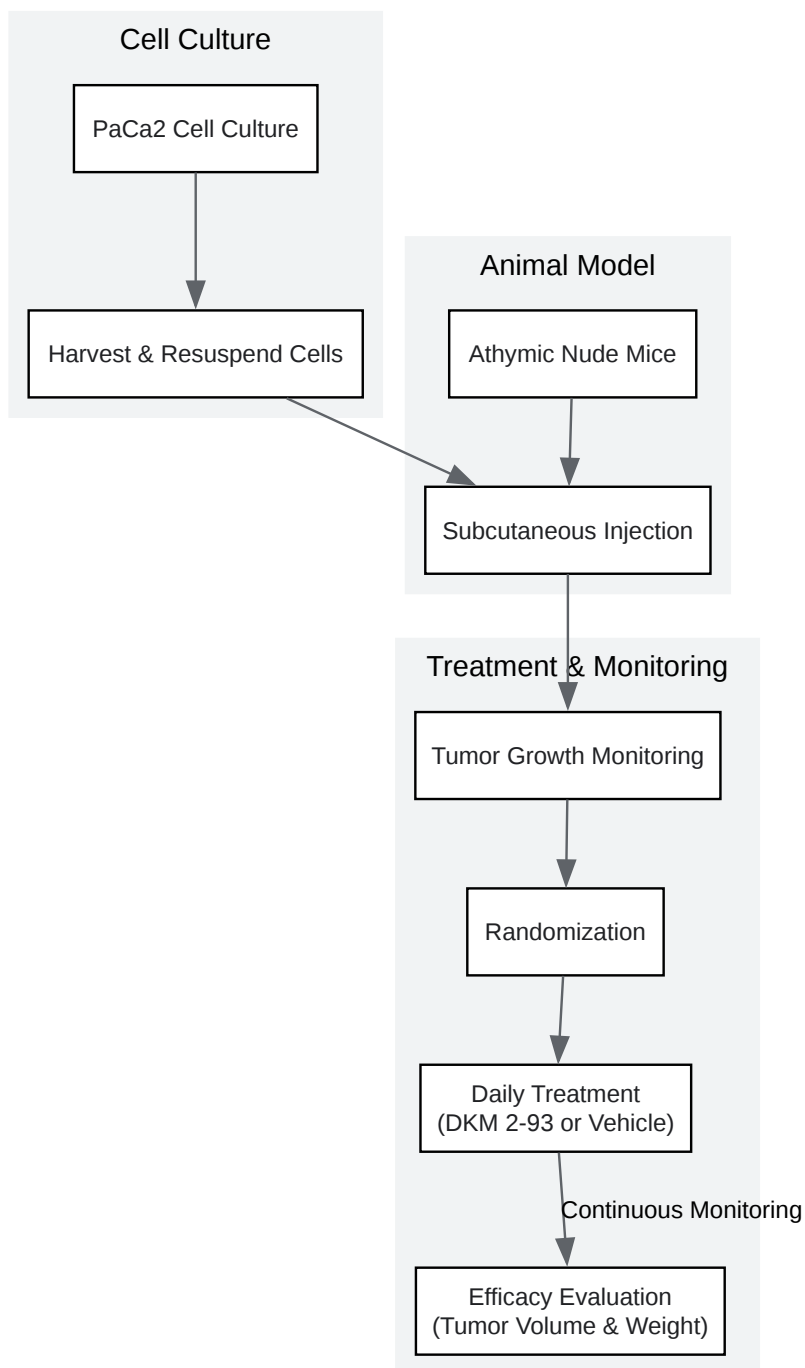 Cell Culture
PaCa2 Cell Culture
Harvest & Resuspend Cells
Animal Model
Athymic Nude Mice
Subcutaneous Injection
Treatment & Monitoring
Tumor Growth Monitoring
Randomization
Daily Treatment
(DKM 2-93 or Vehicle)
Continuous Monitoring
Efficacy Evaluation
(Tumor Volume & Weight)